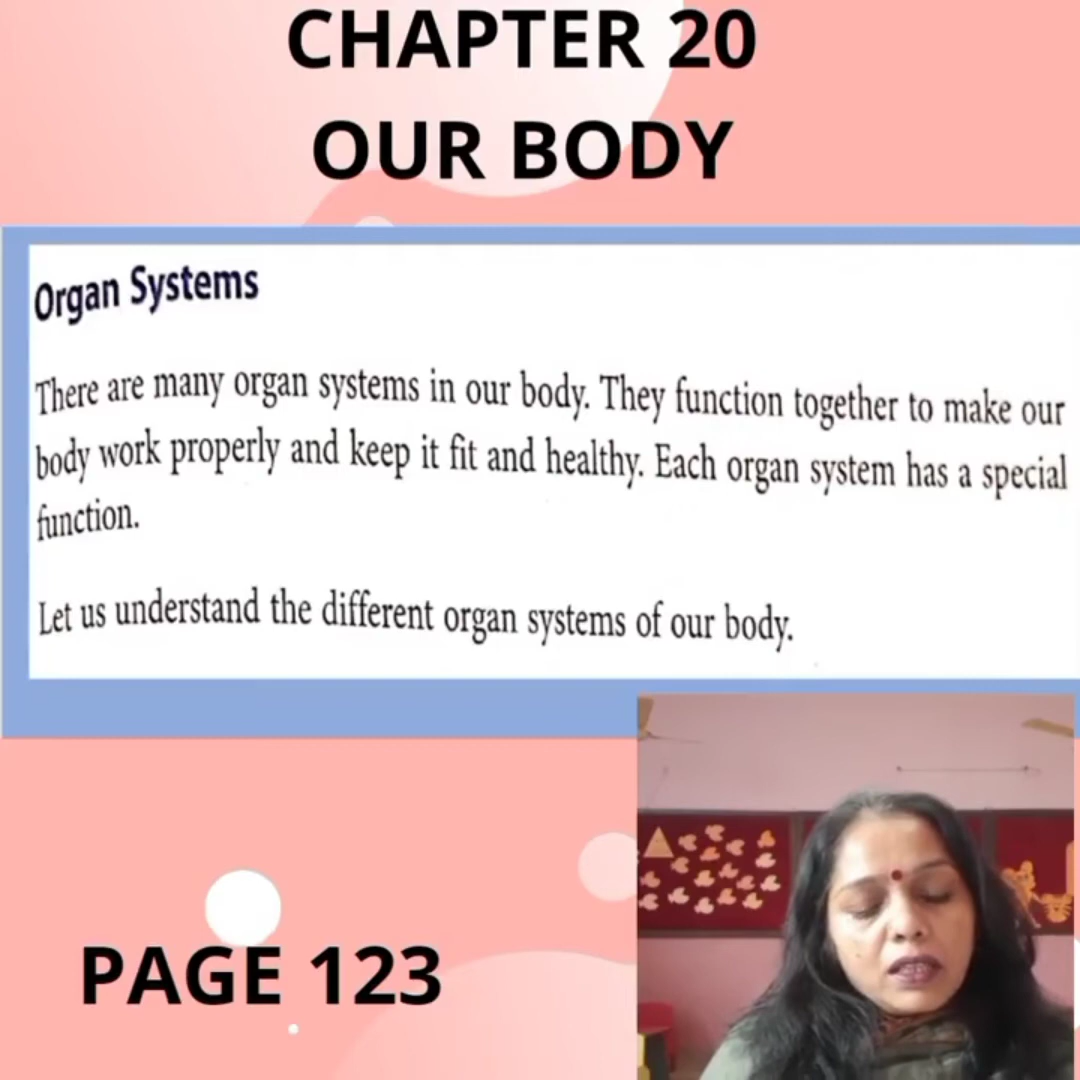 CHAPTER 20
OUR BODY
Organ Systems
There are many organ systems in our body. They function together to make our
body work properly and keep it fit and healthy. Each organ system has a special
function.
Let us understand the different organ systems of our body.
PAGE 123